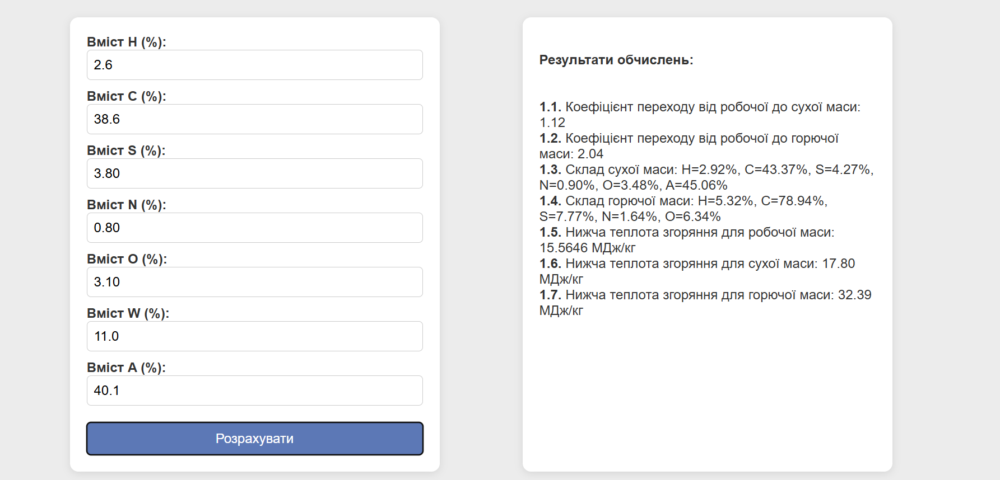 Вміст H (%):
2.6
Вміст C (%):
38.6
Вміст S (%):
3.80
Вміст N (%):
0.80
Вміст O (%):
3.10
Вміст W (%):
11.0
Вміст A (%):
40.1
Розрахувати
Результати обчислень:
1.1. Коефіцієнт переходу від робочої до сухої маси:
1.12
1.2. Коефіцієнт переходу від робочої до горючої
маси: 2.04
1.3. Склад сухої маси: H=2.92%, C=43.37%, S=4.27%,
N=0.90%, O=3.48%, A=45.06%
1.4. Склад горючої маси: H=5.32%, C=78.94%,
S=7.77%, N=1.64%, O=6.34%
1.5. Нижча теплота згоряння для робочої маси:
15.5646 МДж/кг
1.6. Нижча теплота згоряння для сухої маси: 17.80
МДж/кг
1.7. Нижча теплота згоряння для горючої маси: 32.39
МДж/кг